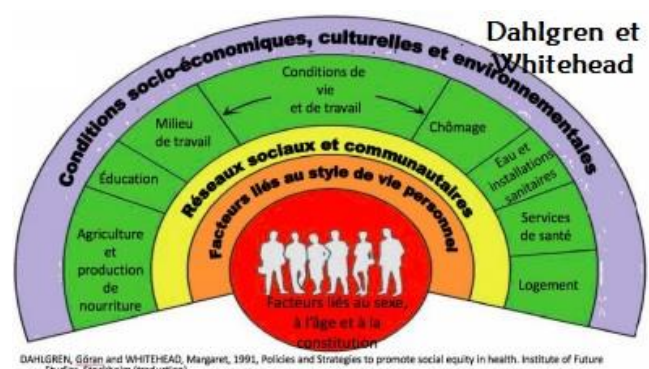 Dahlgren et
Whitehead
Conditions socio-économiques, culturelles et environnementales
Conditions de
vie
et de travail
Milieu
de travail
Chômage
Éducation
Eau et
installations
sanitaires
Agriculture
et
production
de
nourriture
Services
de santé
Logement
Réseaux sociaux et communautaires
Facteurs liés au style de vie personnel
Facteurs liés au sexe,
à l'âge et à la
constitution
DAHLGREN, Göran and WHITEHEAD, Margaret, 1991, Policies and Strategies to promote social equity in health. Institute of Future
Studies, Stockholm (traduction)